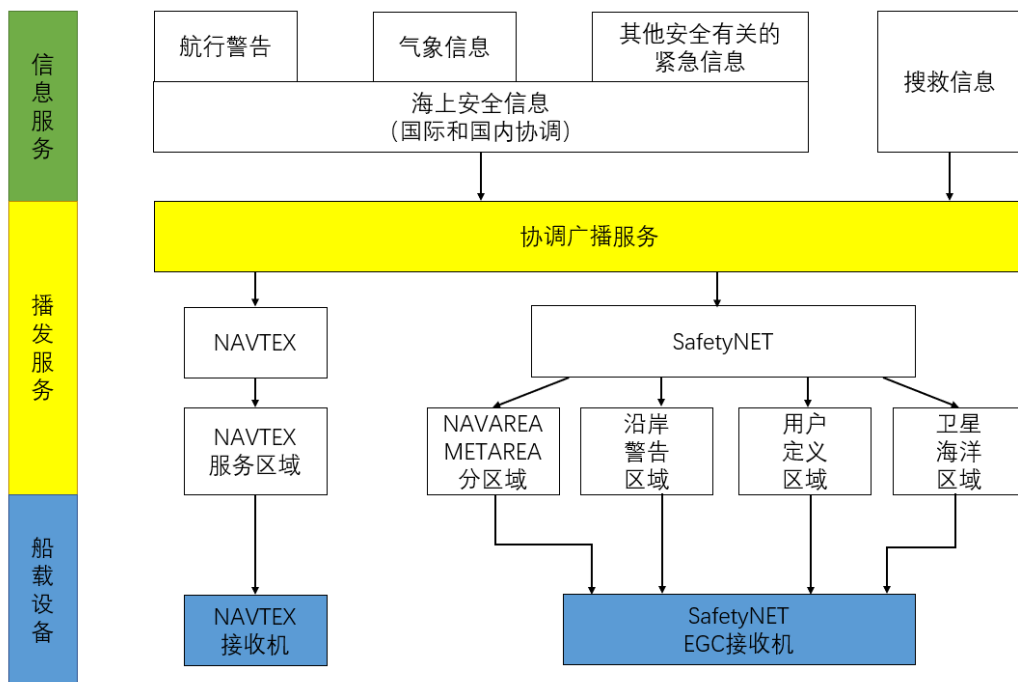 信息服务
航行警告
气象信息
其他安全有关的
紧急信息
海上安全信息
（国际和国内协调）
搜救信息
播发服务
协调广播服务
NAVTEX
SafetyNET
NAVTEX
服务区域
NAVAREA
METAREA
分区域
沿岸
警告
区域
用户
定义
区域
卫星
海洋
区域
船载设备
NAVTEX
接收机
SafetyNET
EGC接收机